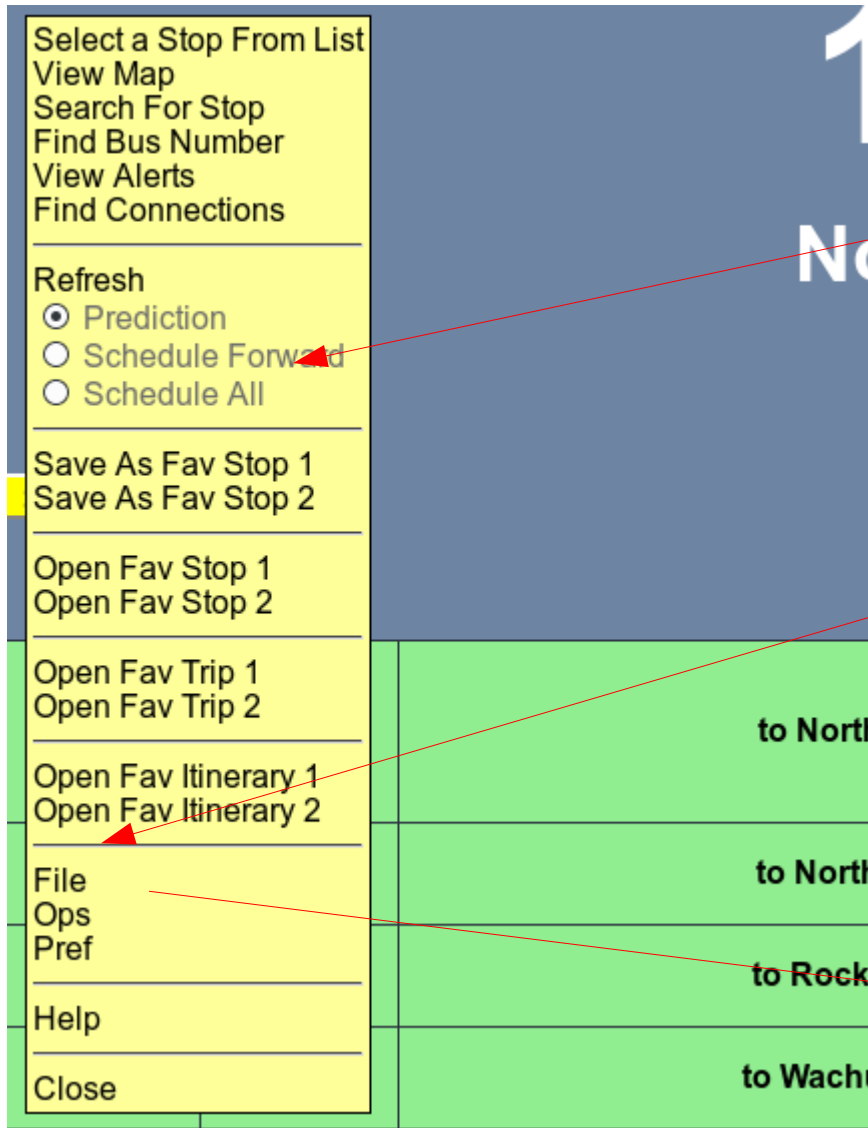 Select a Stop From List
View Map
Search For Stop
Find Bus Number
View Alerts
Find Connections
Refresh
Prediction
Schedule Forward
Schedule All
Save As Fav Stop 1
Save As Fav Stop 2
Open Fav Stop 1
Open Fav Stop 2
Open Fav Trip 1
Open Fav Trip 2
Open Fav Itinerary 1
Open Fav Itinerary 2
File
Ops
Pref
Help
Close
1
No
to North
to North
to Rock
to Wachu